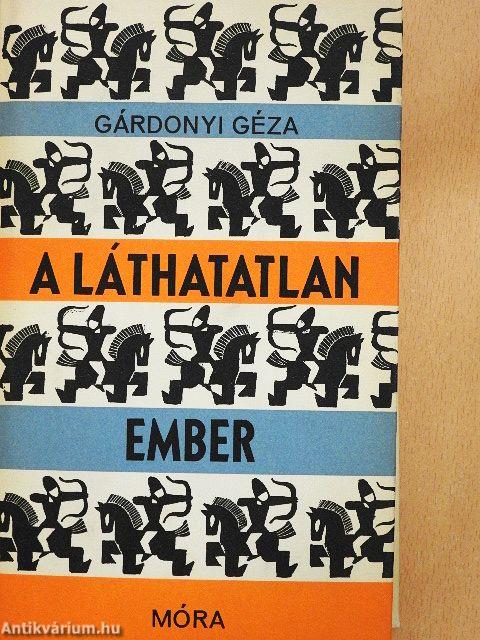 GÁRDONYI GÉZA
A LÁTHATATLAN
EMBER
MÓRA
Antikvárium.hu